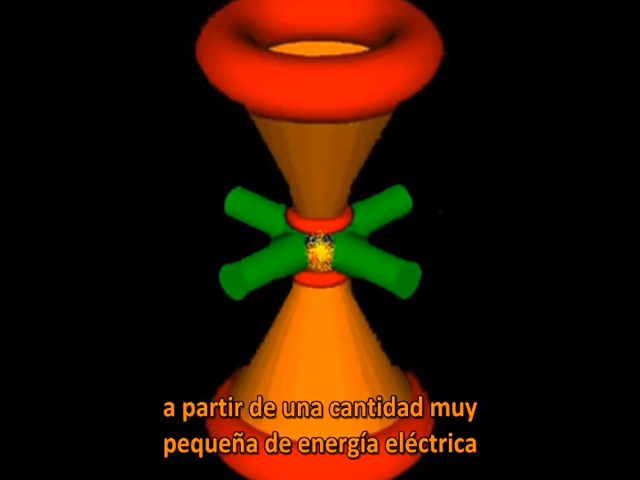 a partir de una cantidad muy
pequeña de energía eléctrica